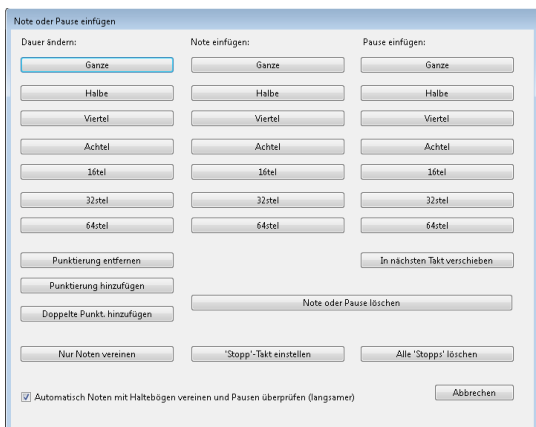 Note oder Pause einfügen
Dauer ändern: Note einfügen: Pause einfügen:
Ganze Ganze Ganze
Halbe Halbe Halbe
Viertel Viertel Viertel
Achtel Achtel Achtel
16tel 16tel 16tel
32stel 32stel 32stel
64stel 64stel 64stel
Punktierung entfernen In nächsten Takt verschieben
Punktierung hinzufügen
Note oder Pause löschen
Doppelte Punkt. hinzufügen
Nur Noten vereinen 'Stopp'-Takt einstellen Alle 'Stopps' löschen
Abbrechen
Automatisch Noten mit Haltebögen vereinen und Pausen überprüfen (langsamer)